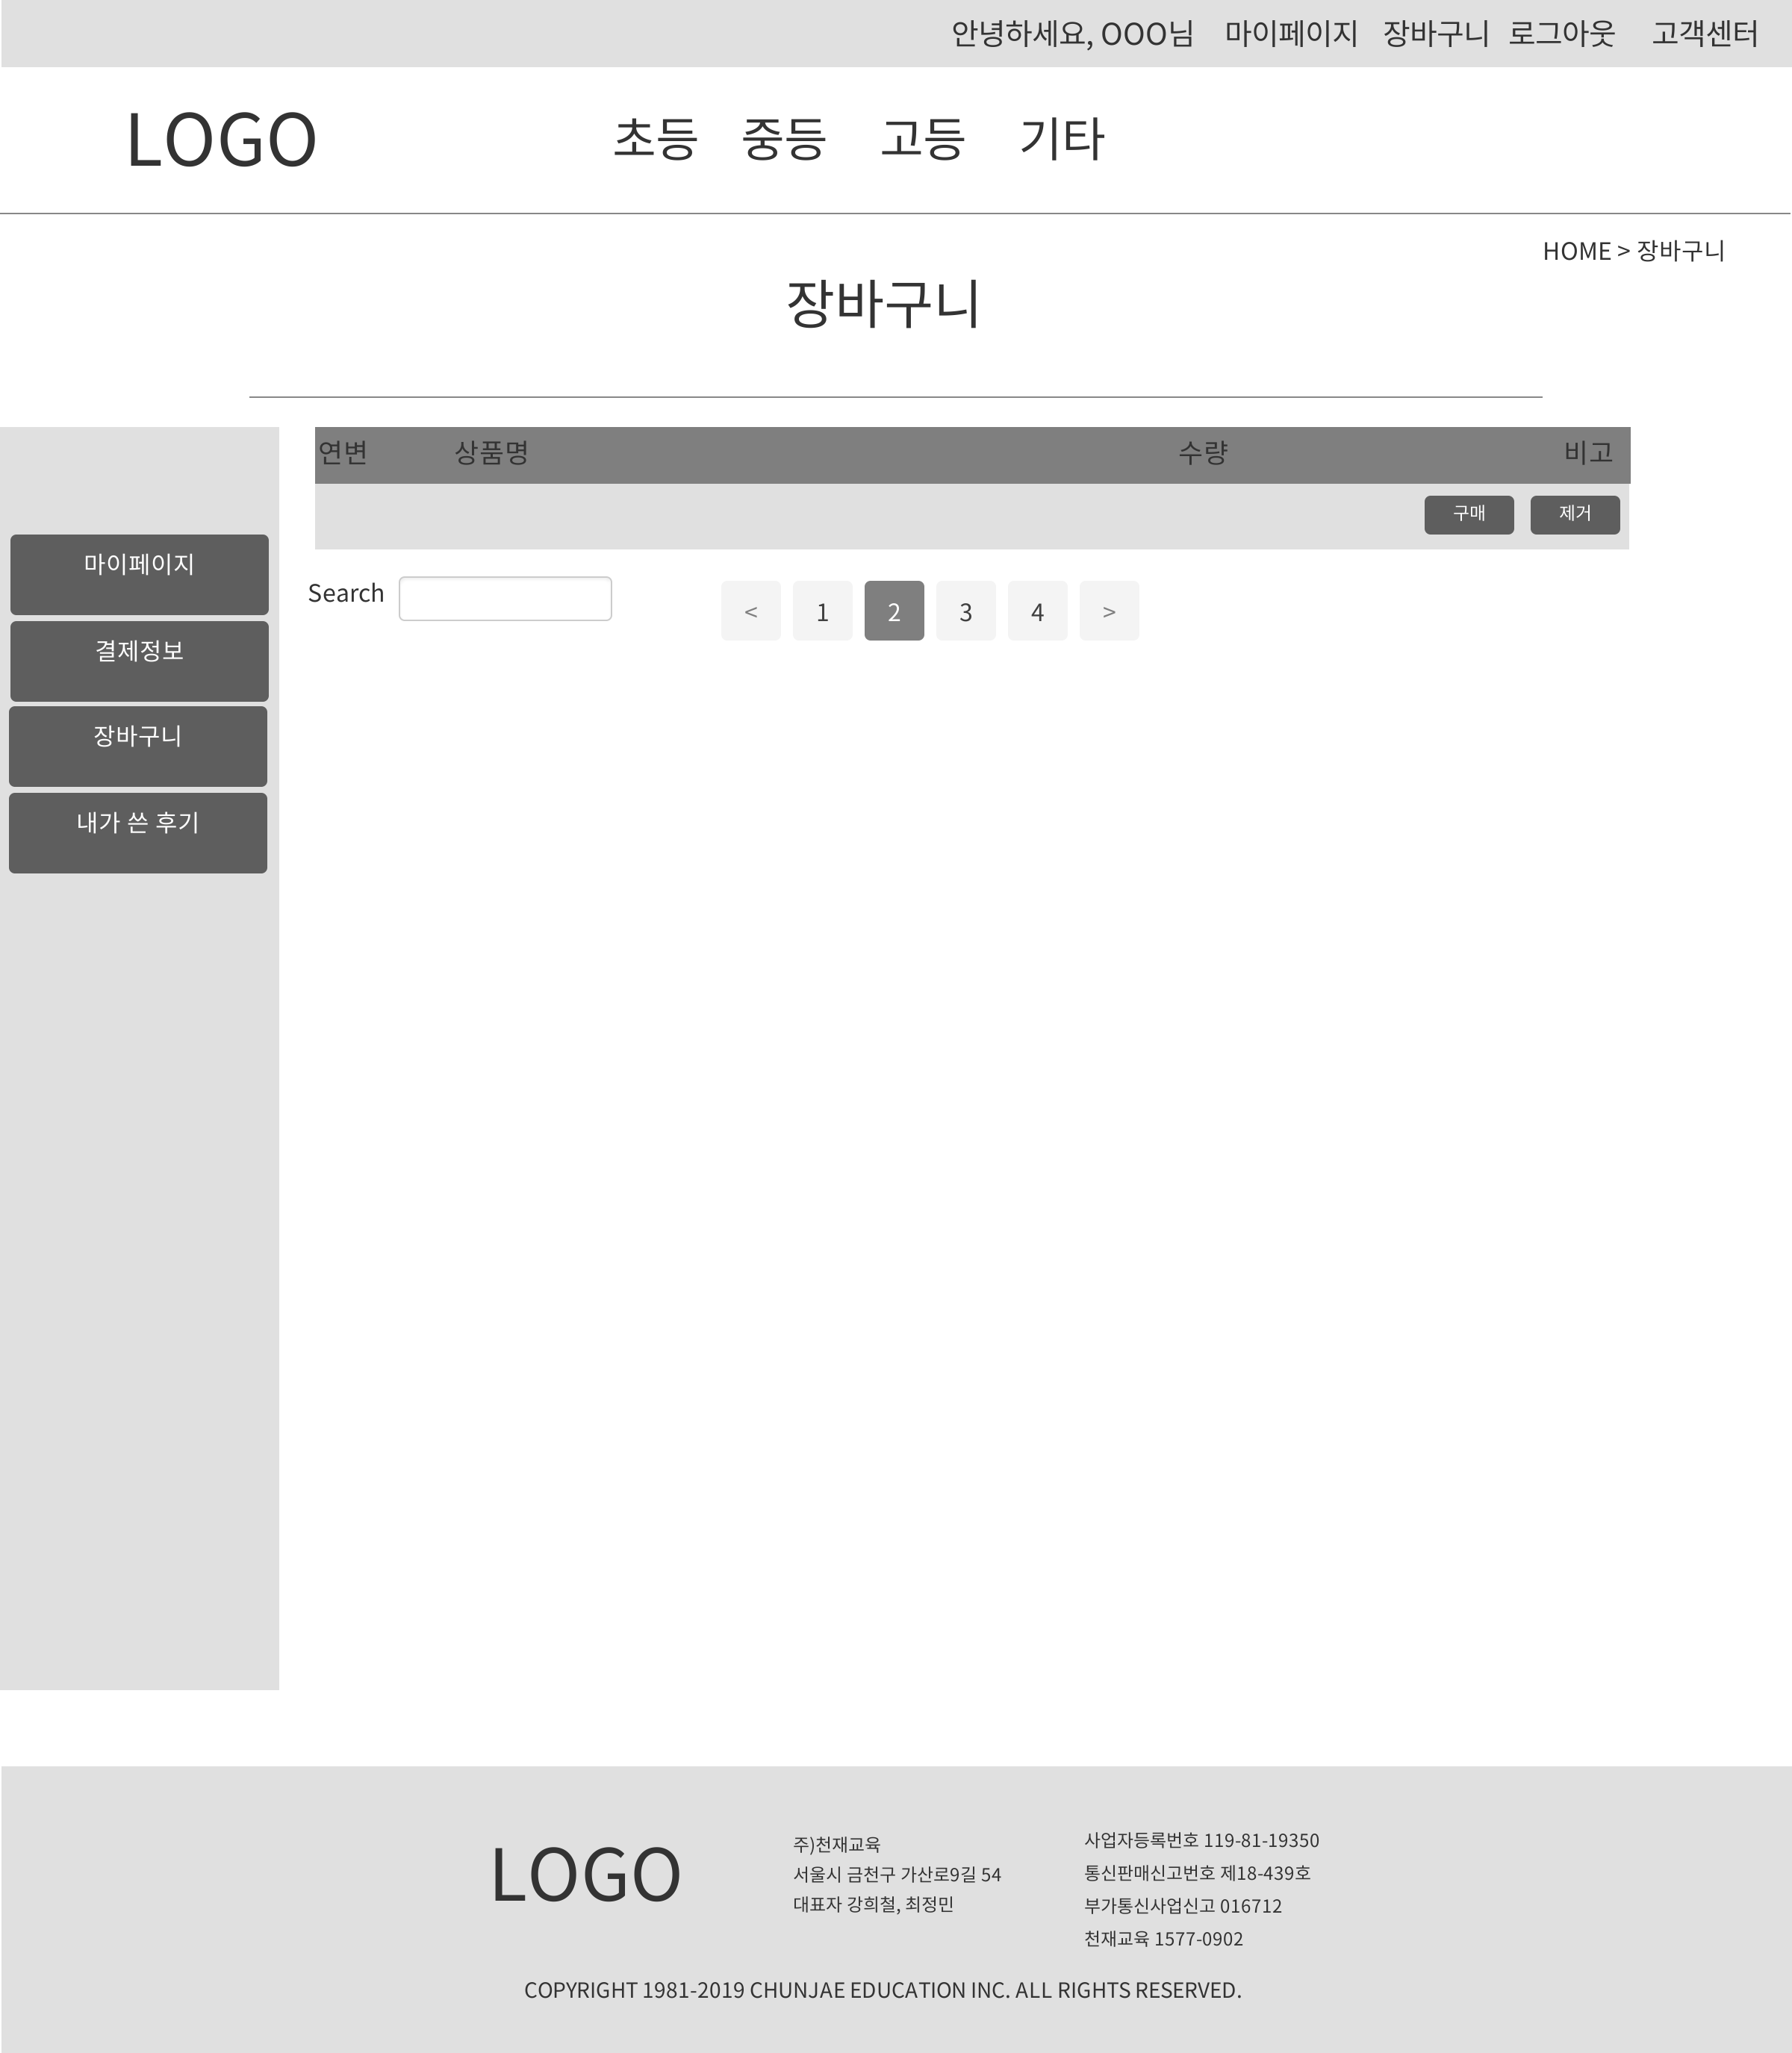 안녕하세요, OOO님 마이페이지 장바구니 로그아웃 고객센터
LOGO 초등 중등 고등 기타
HOME > 장바구니
장바구니
연변 상품명 수량 비고
구매 제거
마이페이지
결제정보
장바구니
내가 쓴 후기
Search
< 1 2 3 4 >
LOGO
주)천재교육
서울시 금천구 가산로9길 54
대표자 강희철, 최정민
사업자등록번호 119-81-19350
통신판매신고번호 제18-439호
부가통신사업신고 016712
천재교육 1577-0902
COPYRIGHT 1981-2019 CHUNJAE EDUCATION INC. ALL RIGHTS RESERVED.